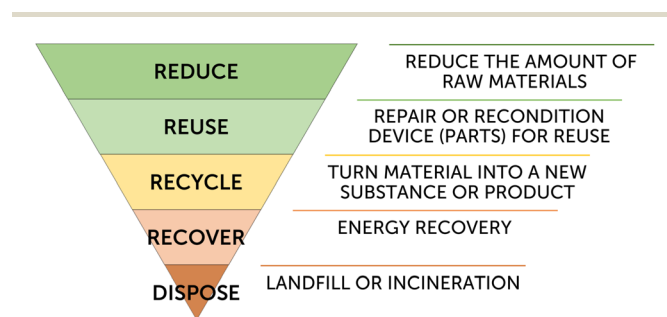 REDUCE
REDUCE THE AMOUNT OF
RAW MATERIALS
REUSE
REPAIR OR RECONDITION
DEVICE (PARTS) FOR REUSE
RECYCLE
TURN MATERIAL INTO A NEW
SUBSTANCE OR PRODUCT
RECOVER
ENERGY RECOVERY
DISPOSE
LANDFILL OR INCINERATION